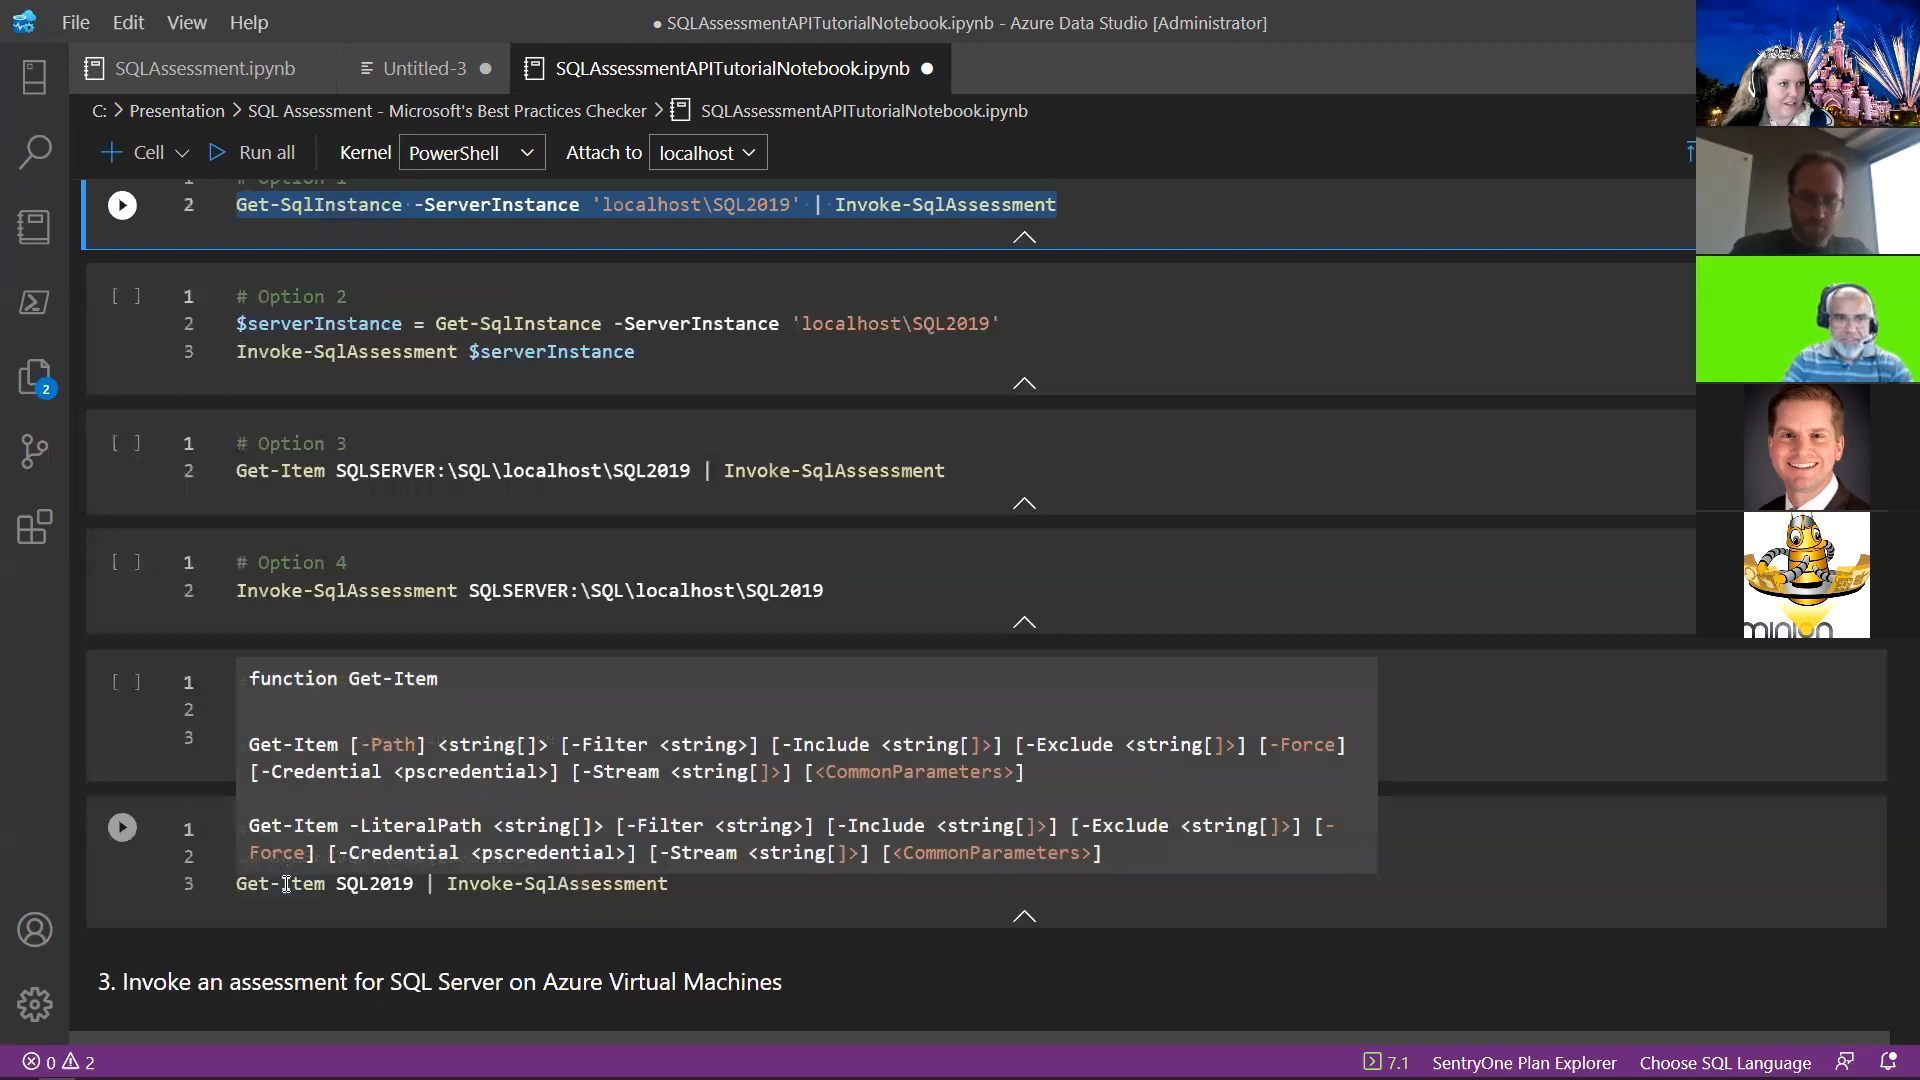 File Edit View Help
● SQLAssessmentAPITutorialNotebook.ipynb - Azure Data Studio [Administrator]
SQLAssessment.ipynb
Untitled-3 ●
SQLAssessmentAPITutorialNotebook.ipynb ●
C: > Presentation > SQL Assessment - Microsoft's Best Practices Checker > SQLAssessmentAPITutorialNotebook.ipynb
+ Cell Run all Kernel PowerShell Attach to localhost
1 # Option 1
2 Get-SqlInstance -ServerInstance 'localhost\SQL2019' | Invoke-SqlAssessment
[ ] 1 # Option 2
2 $serverInstance = Get-SqlInstance -ServerInstance 'localhost\SQL2019'
3 Invoke-SqlAssessment $serverInstance
[ ] 1 # Option 3
2 Get-Item SQLSERVER:\SQL\localhost\SQL2019 | Invoke-SqlAssessment
[ ] 1 # Option 4
2 Invoke-SqlAssessment SQLSERVER:\SQL\localhost\SQL2019
[ ] 1
2
3
function Get-Item
Get-Item [-Path] <string[]> [-Filter <string>] [-Include <string[]>] [-Exclude <string[]>] [-Force]
[-Credential <pscredential>] [-Stream <string[]>] [<CommonParameters>]
Get-Item -LiteralPath <string[]> [-Filter <string>] [-Include <string[]>] [-Exclude <string[]>] [-
Force] [-Credential <pscredential>] [-Stream <string[]>] [<CommonParameters>]
1
2
3 Get-Item SQL2019 | Invoke-SqlAssessment
3. Invoke an assessment for SQL Server on Azure Virtual Machines
2
minion
0 2
7.1 SentryOne Plan Explorer Choose SQL Language